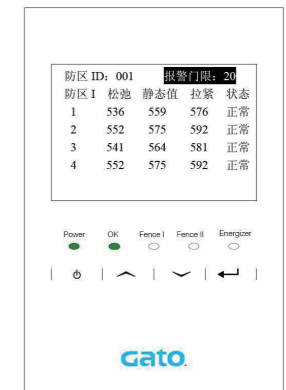 防区 ID：001 报警门限：20
防区 I 松弛 静态值 拉紧 状态
1 536 559 576 正常
2 552 575 592 正常
3 541 564 581 正常
4 552 575 592 正常
Power OK Fence I Fence II Energizer
Gato